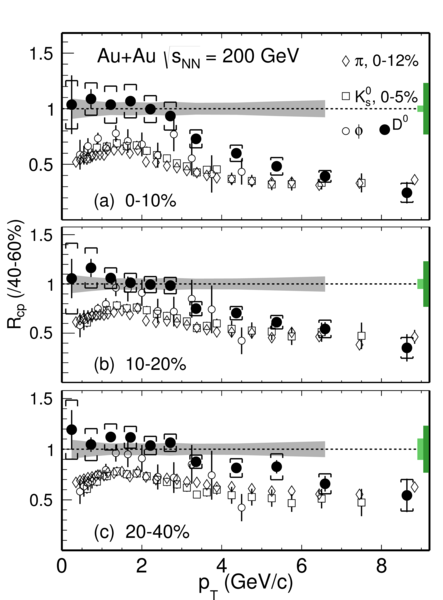 Au+Au √sNN = 200 GeV
π, 0-12%
K0s, 0-5%
ϕ D0
1.5
1
0.5
(a) 0-10%
1.5
1
0.5
(b) 10-20%
1.5
1
0.5
(c) 20-40%
Rcp (/40-60%)
0 2 4 6 8
pT (GeV/c)